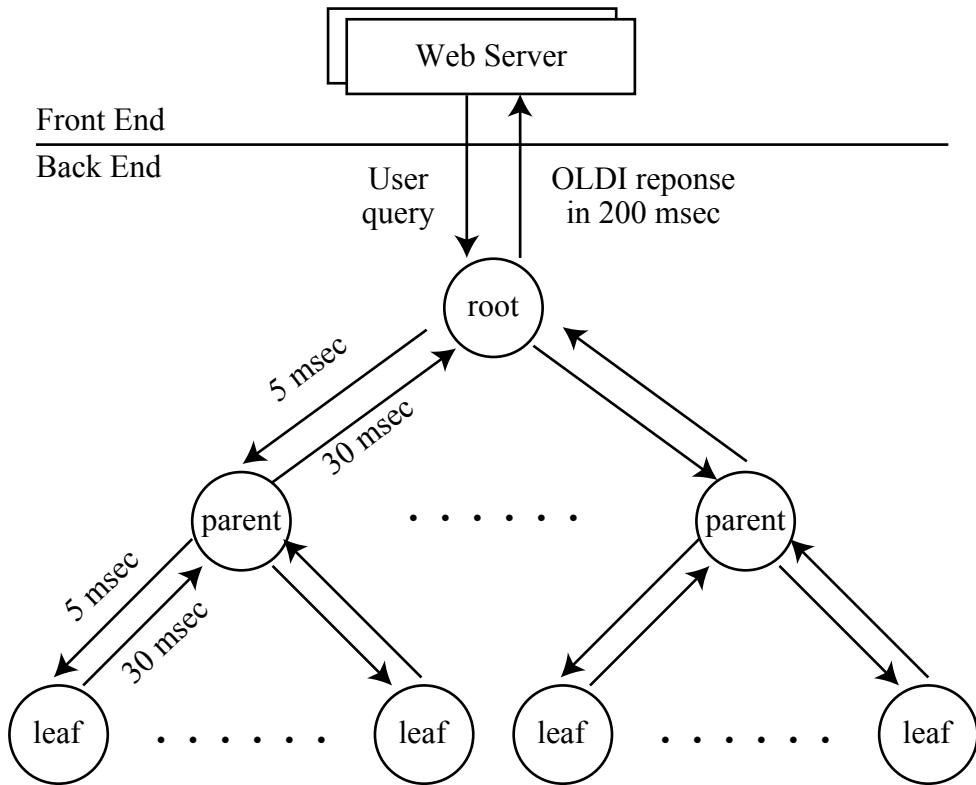 Web Server
Front End
Back End
User
query
OLDI reponse
in 200 msec
root
5 msec
30 msec
parent
parent
5 msec
30 msec
leaf
leaf
leaf
leaf